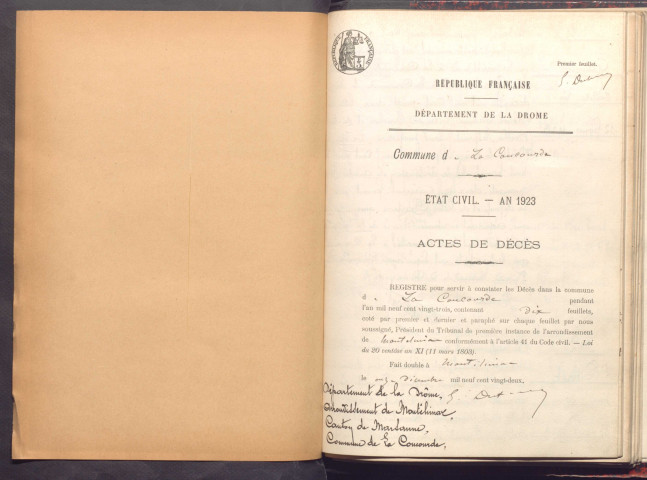 RÉPUBLIQUE FRANÇAISE
Premier feuillet.
RÉPUBLIQUE FRANÇAISE
DÉPARTEMENT DE LA DROME
Commune d e La Coucourde
ÉTAT CIVIL. — AN 1923
ACTES DE DÉCÈS
REGISTRE pour servir à constater les Décès dans la commune
d e La Coucourde pendant
l'an mil neuf cent vingt-trois, contenant Dix feuillets,
coté par premier et dernier et paraphé sur chaque feuillet par nous
soussigné, Président du Tribunal de première instance de l'arrondissement
de Montélimar conformément à l'article 41 du Code civil. — Loi
du 20 ventôse an XI (11 mars 1803).
Fait double à Montélimar
le Décembre mil neuf cent vingt-deux,
Département de la Drôme,
Arrondissement de Montélimar,
Canton de Marsanne,
Commune de La Coucourde.